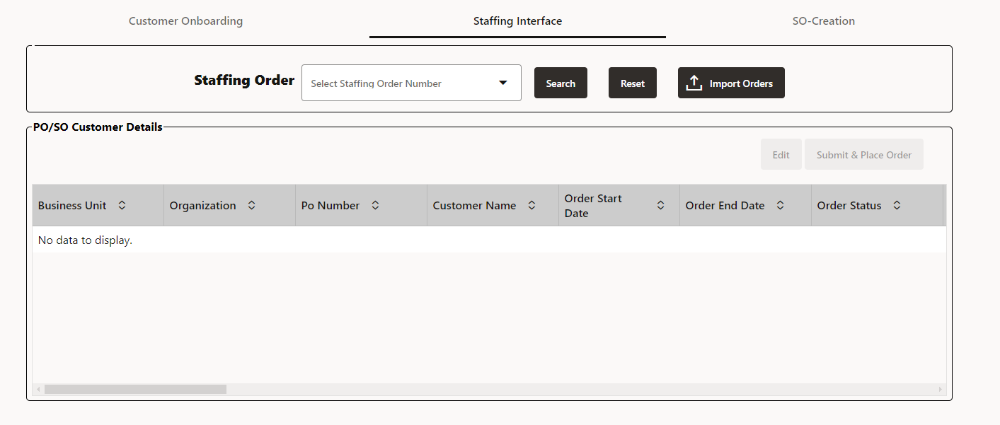 Customer Onboarding Staffing Interface SO-Creation
Staffing Order Select Staffing Order Number Search Reset Import Orders
PO/SO Customer Details
Edit Submit & Place Order
Business Unit Organization Po Number Customer Name Order Start Date Order End Date Order Status
No data to display.